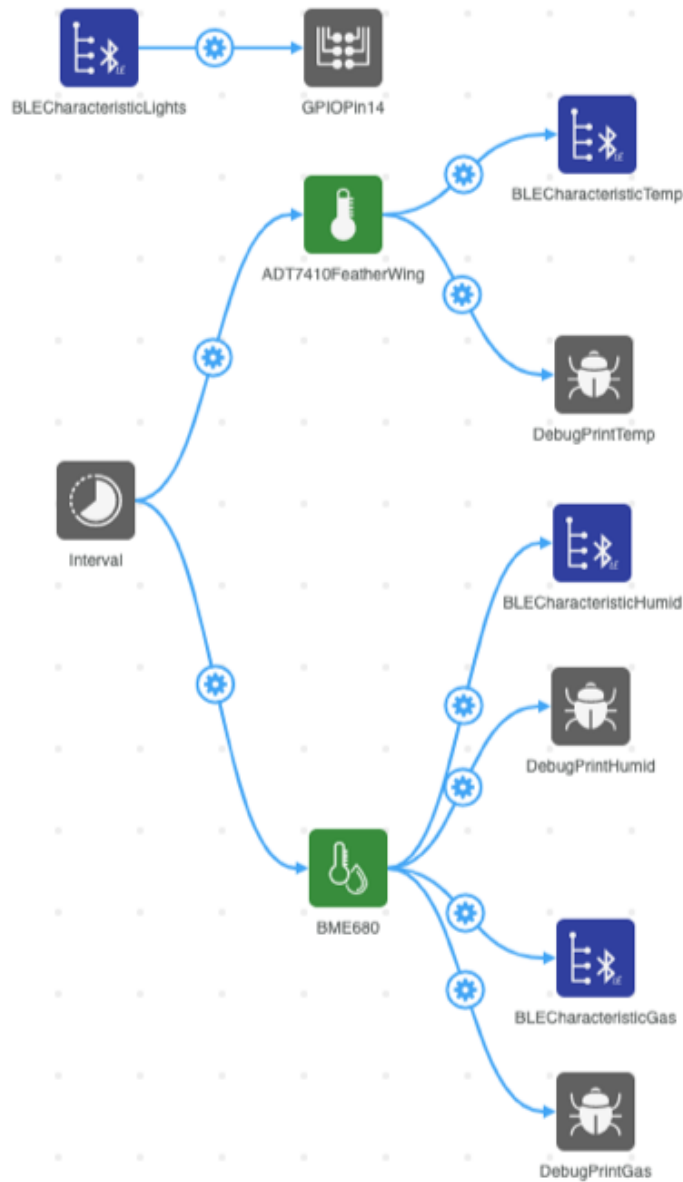 BLECharacteristicLights
GPIOPin14
BLECharacteristicTemp
ADT7410FeatherWing
DebugPrintTemp
Interval
BLECharacteristicHumid
DebugPrintHumid
BME680
BLECharacteristicGas
DebugPrintGas